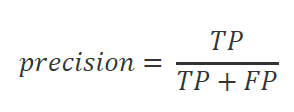 precision = TP / TP + FP